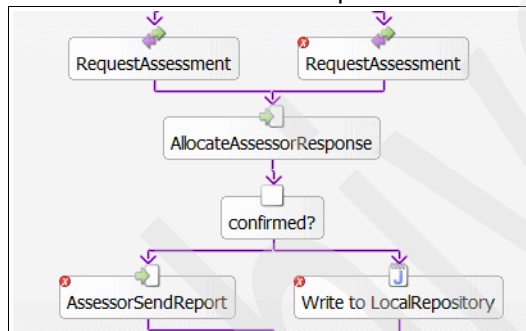 RequestAssessment RequestAssessment
AllocateAssessorResponse
confirmed?
AssessorSendReport Write to LocalRepository